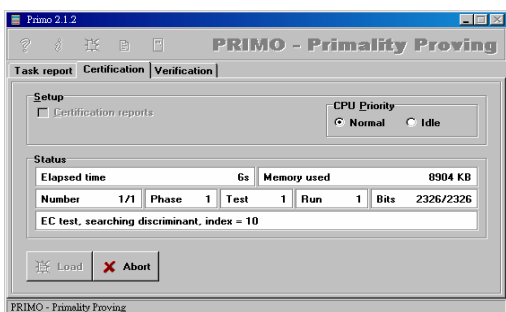 Primo 2.1.2
PRIMO - Primality Proving
Task report Certification Verification
Setup
Certification reports
CPU Priority
Normal Idle
Status
Elapsed time 6s Memory used 8904 KB
Number 1/1 Phase 1 Test 1 Run 1 Bits 2326/2326
EC test, searching discriminant, index = 10
Load Abort
PRIMO - Primality Proving